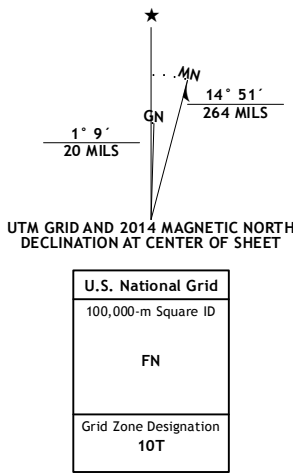 ★
MN
GN
14° 51´
264 MILS
1° 9´
20 MILS
UTM GRID AND 2014 MAGNETIC NORTH
DECLINATION AT CENTER OF SHEET
U.S. National Grid
100,000-m Square ID
FN
Grid Zone Designation
10T